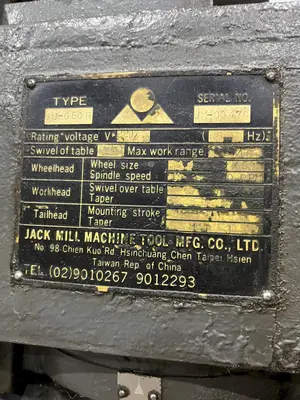 TYPE
SERIAL NO.
Rating voltage V
Hz)
Swivel of table
Max work range
Wheelhead
Wheel size
Spindle speed
Workhead
Swivel over table
Taper
Tailhead
Mounting stroke
Taper
JACK MILL MACHINE TOOL MFG. CO., LTD.
No. 98 Chien Kuo Rd. Hsinchuang Chen Taipei Hsien
Taiwan Rep of China
TEL (02)9010267 9012293